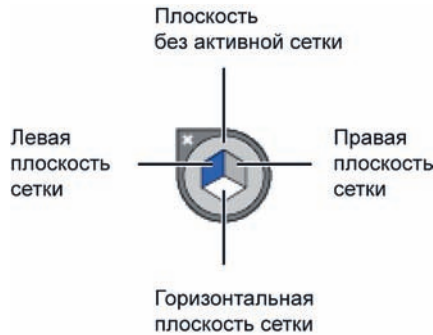 Плоскость
без активной сетки
Левая
плоскость
сетки
Правая
плоскость
сетки
Горизонтальная
плоскость сетки